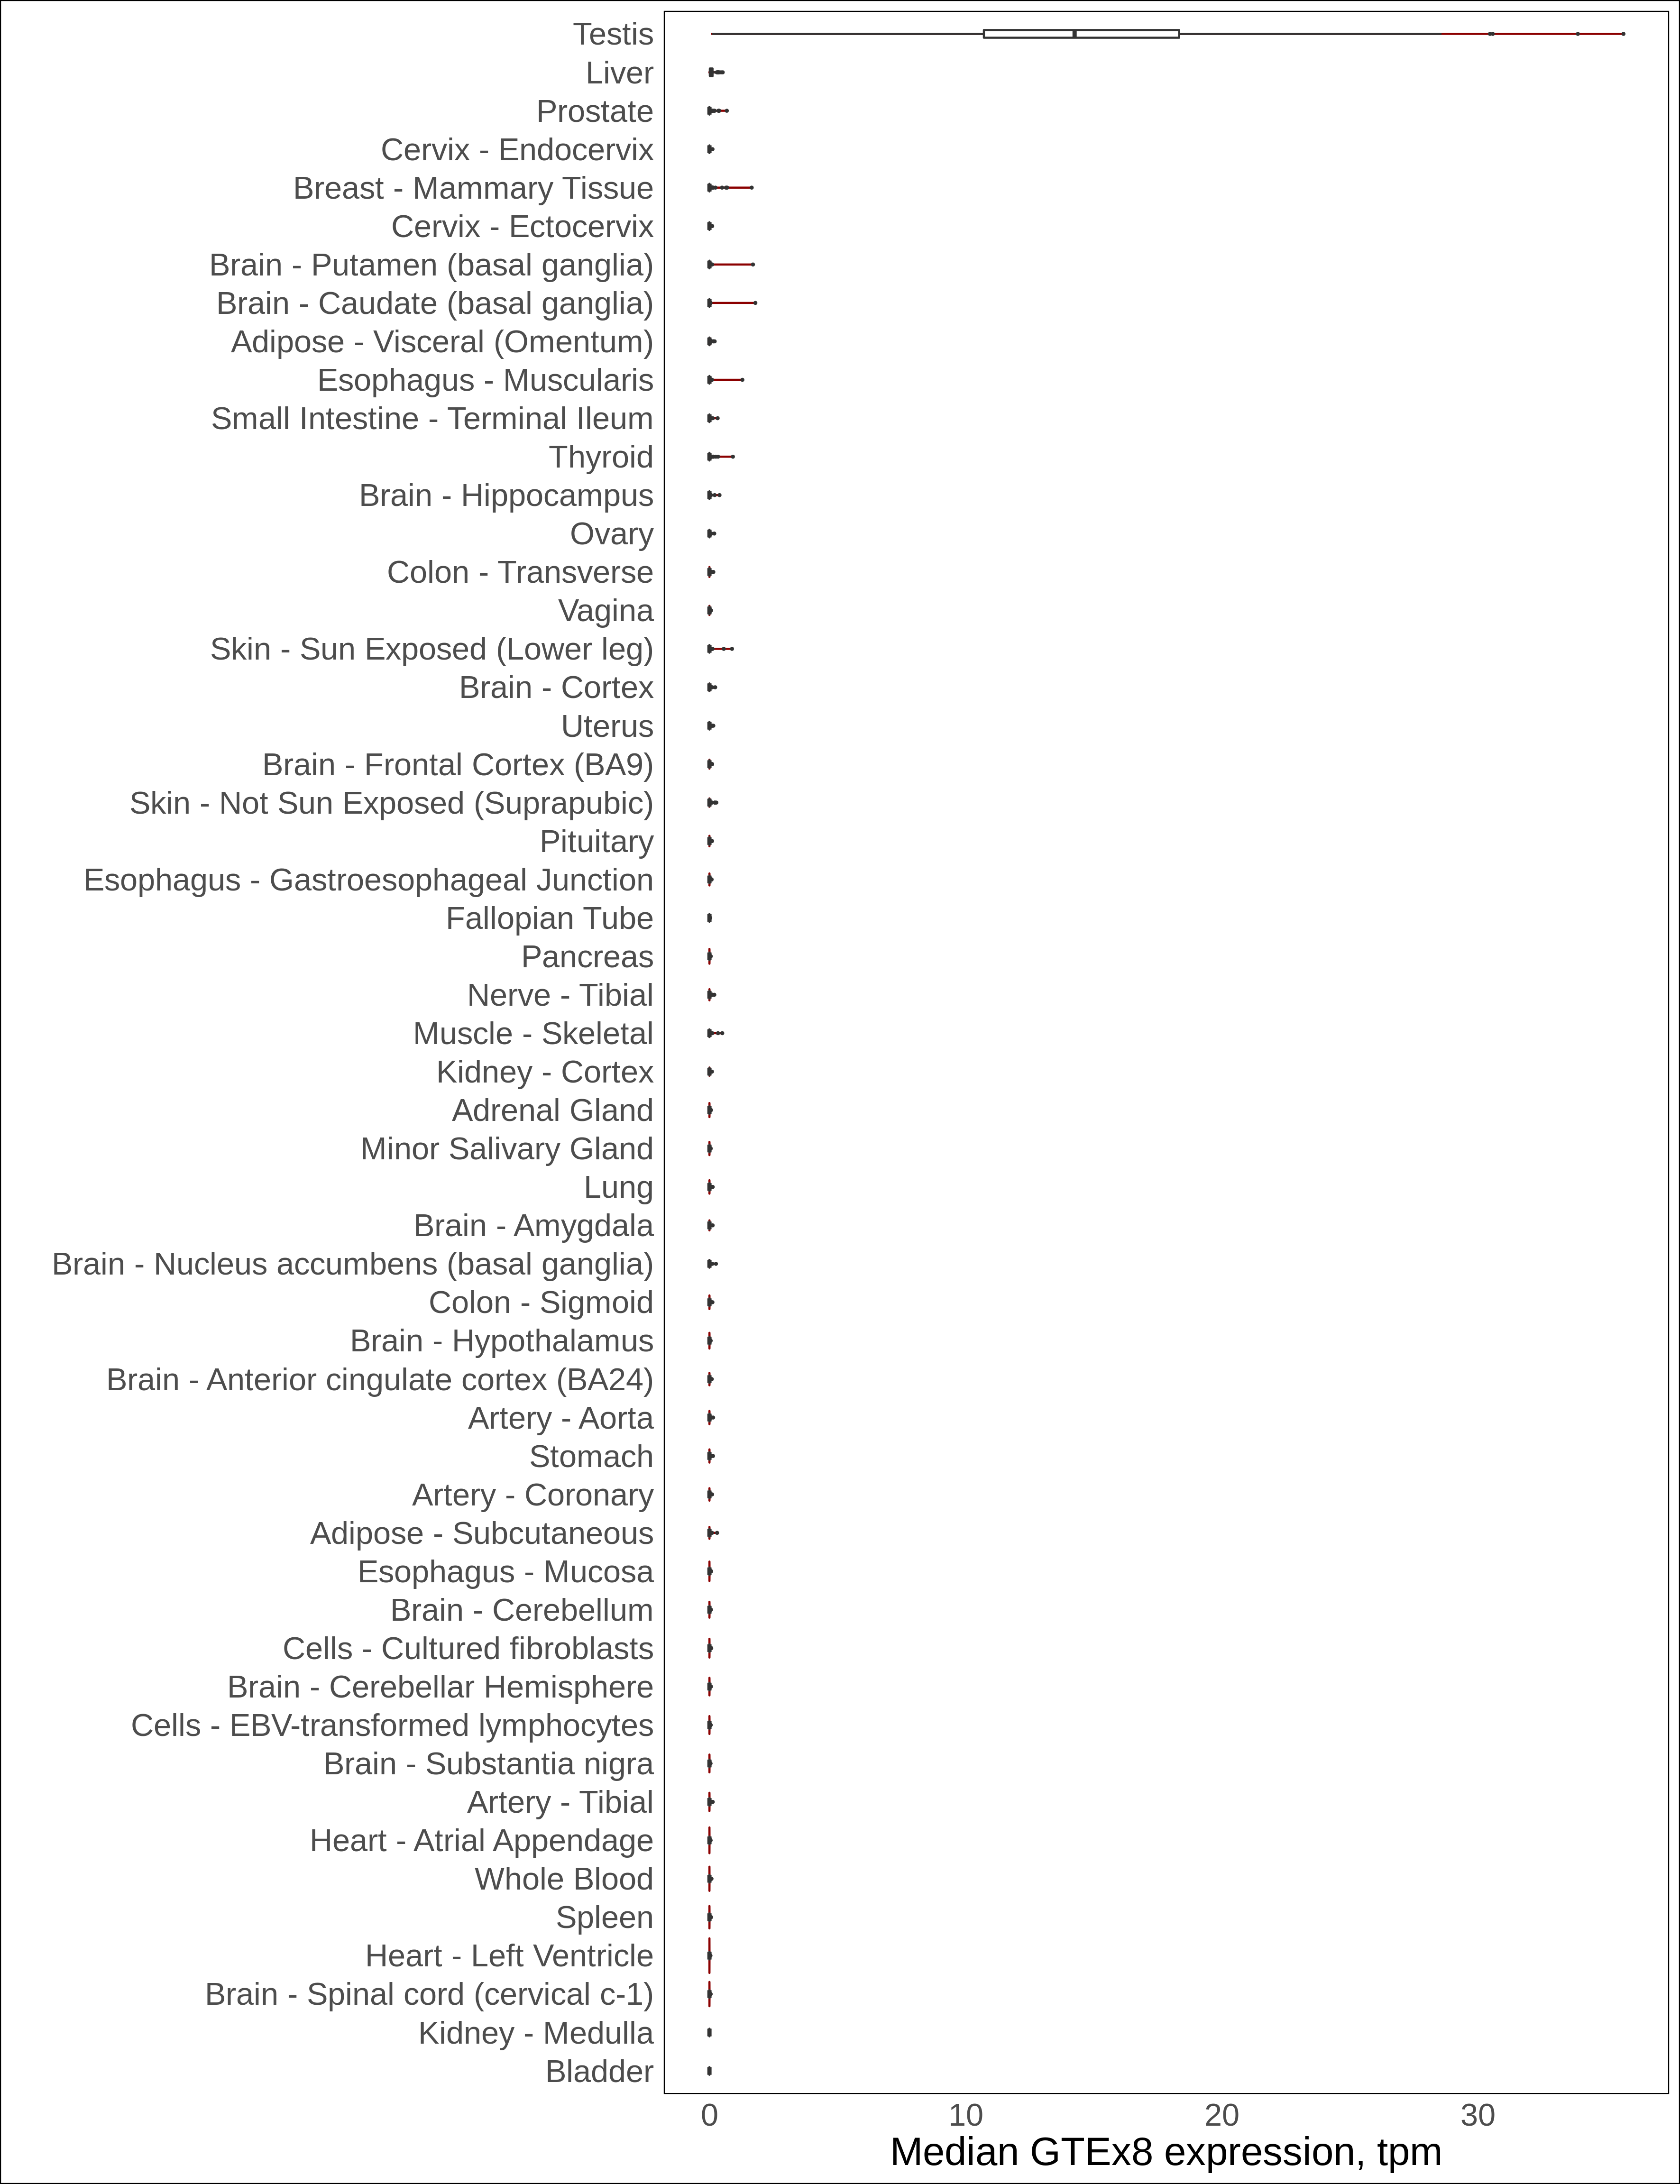 Testis
Liver
Prostate
Cervix - Endocervix
Breast - Mammary Tissue
Cervix - Ectocervix
Brain - Putamen (basal ganglia)
Brain - Caudate (basal ganglia)
Adipose - Visceral (Omentum)
Esophagus - Muscularis
Small Intestine - Terminal Ileum
Thyroid
Brain - Hippocampus
Ovary
Colon - Transverse
Vagina
Skin - Sun Exposed (Lower leg)
Brain - Cortex
Uterus
Brain - Frontal Cortex (BA9)
Skin - Not Sun Exposed (Suprapubic)
Pituitary
Esophagus - Gastroesophageal Junction
Fallopian Tube
Pancreas
Nerve - Tibial
Muscle - Skeletal
Kidney - Cortex
Adrenal Gland
Minor Salivary Gland
Lung
Brain - Amygdala
Brain - Nucleus accumbens (basal ganglia)
Colon - Sigmoid
Brain - Hypothalamus
Brain - Anterior cingulate cortex (BA24)
Artery - Aorta
Stomach
Artery - Coronary
Adipose - Subcutaneous
Esophagus - Mucosa
Brain - Cerebellum
Cells - Cultured fibroblasts
Brain - Cerebellar Hemisphere
Cells - EBV-transformed lymphocytes
Brain - Substantia nigra
Artery - Tibial
Heart - Atrial Appendage
Whole Blood
Spleen
Heart - Left Ventricle
Brain - Spinal cord (cervical c-1)
Kidney - Medulla
Bladder
0 10 20 30
Median GTEx8 expression, tpm